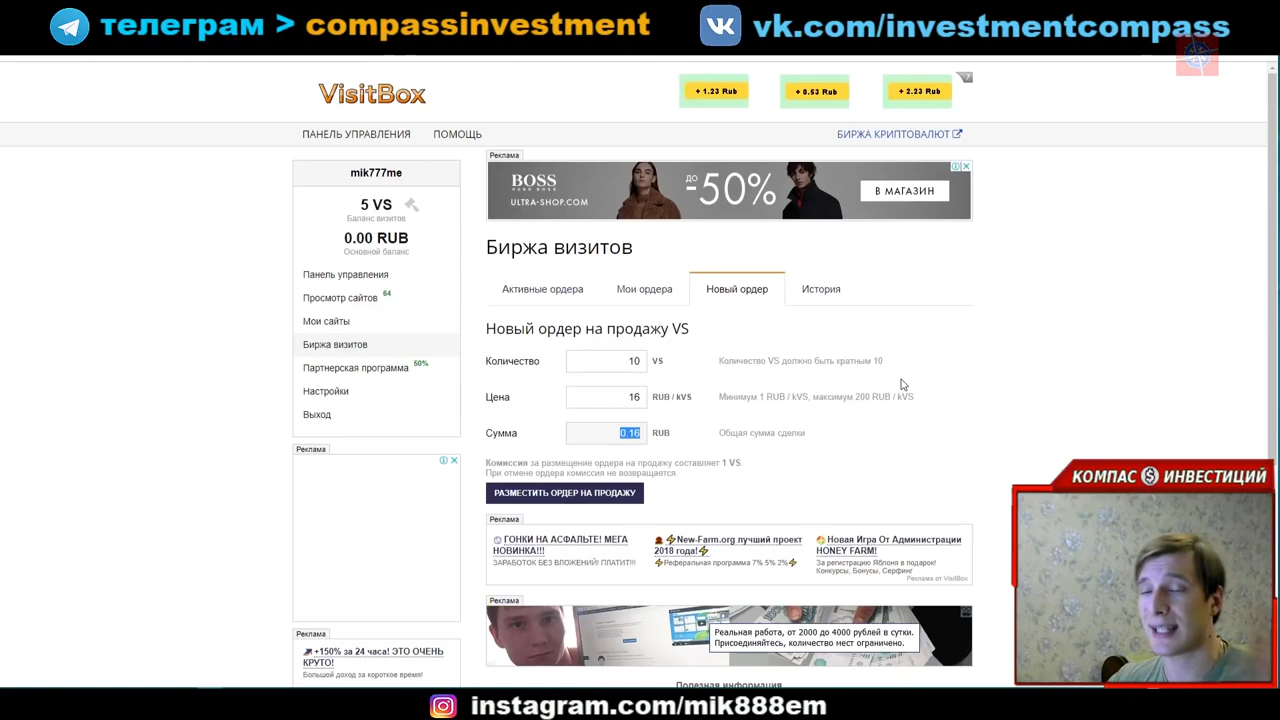 телеграм > compassinvestment
vk.com/investmentcompass
VisitBox
+ 1.23 Rub
+ 0.53 Rub
+ 2.23 Rub
?
ПАНЕЛЬ УПРАВЛЕНИЯ
ПОМОЩЬ
БИРЖА КРИПТОВАЛЮТ
mik777me
5 VS
Баланс визитов
0.00 RUB
Основной баланс
Панель управления
Просмотр сайтов 64
Мои сайты
Биржа визитов
Партнерская программа 50%
Настройки
Выход
Реклама
Реклама
+150% за 24 часа! ЭТО ОЧЕНЬ
КРУТО!
Большой доход за короткое время!
Реклама
BOSS
HUGO BOSS
ULTRA-SHOP.COM
ДО -50%
В МАГАЗИН
Биржа визитов
Активные ордера
Мои ордера
Новый ордер
История
Новый ордер на продажу VS
Количество 10 VS Количество VS должно быть кратным 10
Цена 16 RUB / kVS Минимум 1 RUB / kVS, максимум 200 RUB / kVS
Сумма 0.16 RUB Общая сумма сделки
Комиссия за размещение ордера на продажу составляет 1 VS.
При отмене ордера комиссия не возвращается.
РАЗМЕСТИТЬ ОРДЕР НА ПРОДАЖУ
Реклама
ГОНКИ НА АСФАЛЬТЕ! МЕГА
НОВИНКА!!!
ЗАРАБОТОК БЕЗ ВЛОЖЕНИЙ! ПЛАТИТ!!!
⚡New-Farm.org лучший проект
2018 года!⚡
⚡Реферальная программа 7% 5% 2%⚡
Новая Игра От Администрации
HONEY FARM!
За регистрацию Яблоня в подарок!
Конкурсы, Бонусы, Серфинг
Реклама от VisitBox
Реклама
Реальная работа, от 2000 до 4000 рублей в сутки.
Присоединяйтесь, количество мест ограничено.
Полезная информация
КОМПАС $ ИНВЕСТИЦИЙ
instagram.com/mik888em